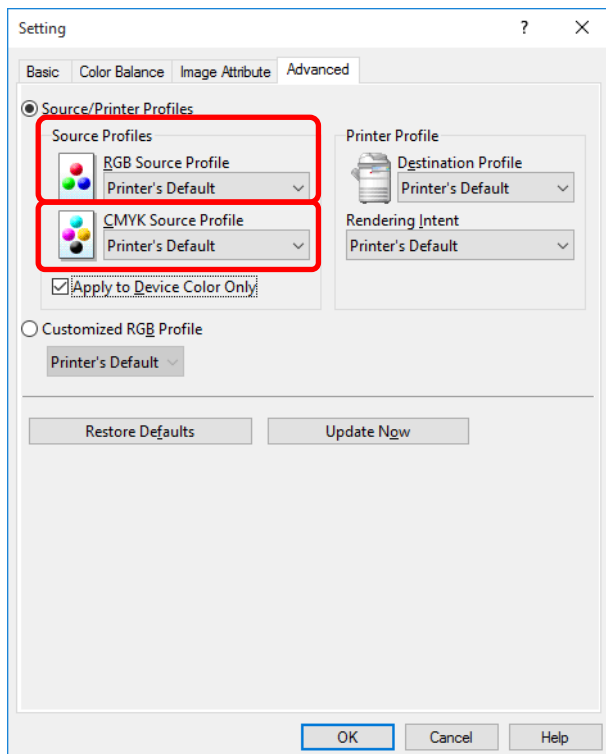 Setting
?
Basic Color Balance Image Attribute Advanced
Source/Printer Profiles
Source Profiles
RGB Source Profile
Printer's Default
CMYK Source Profile
Printer's Default
Apply to Device Color Only
Printer Profile
Destination Profile
Printer's Default
Rendering Intent
Printer's Default
Customized RGB Profile
Printer's Default
Restore Defaults Update Now
OK Cancel Help